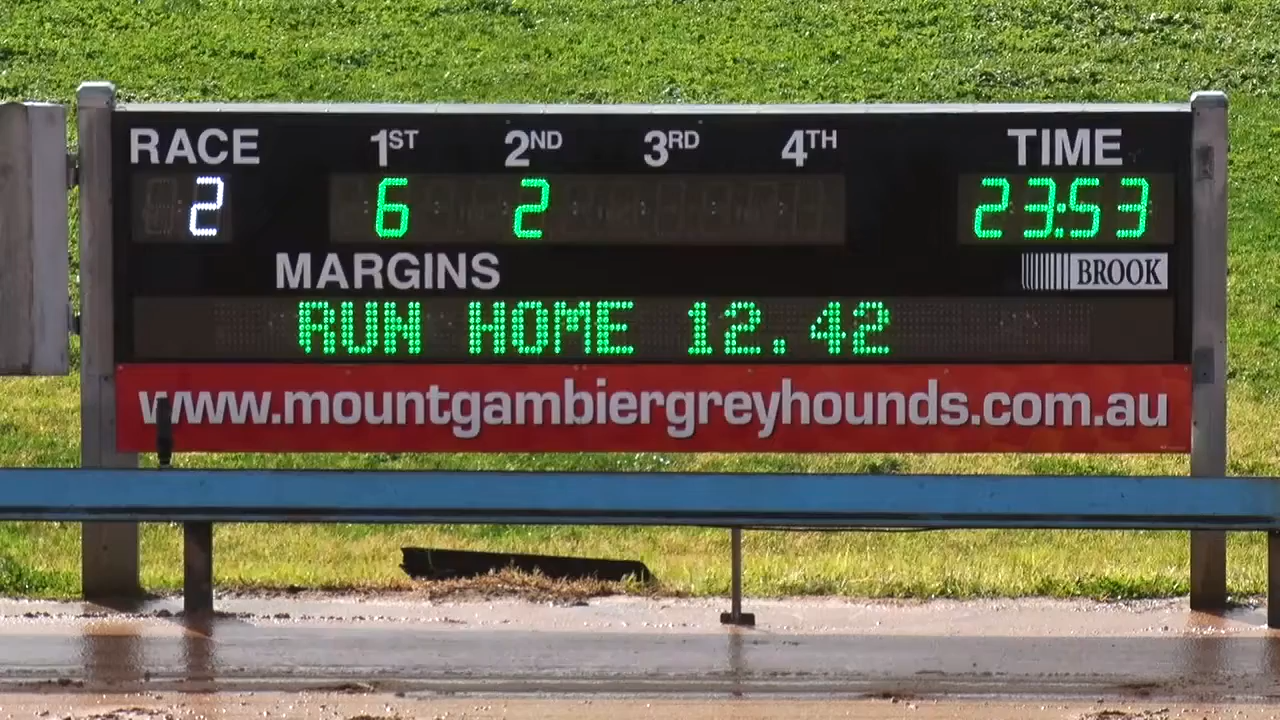 RACE 1ST 2ND 3RD 4TH TIME
2 6 2 23:53
MARGINS BROOK
RUN HOME 12.42
www.mountgambiergreyhounds.com.au